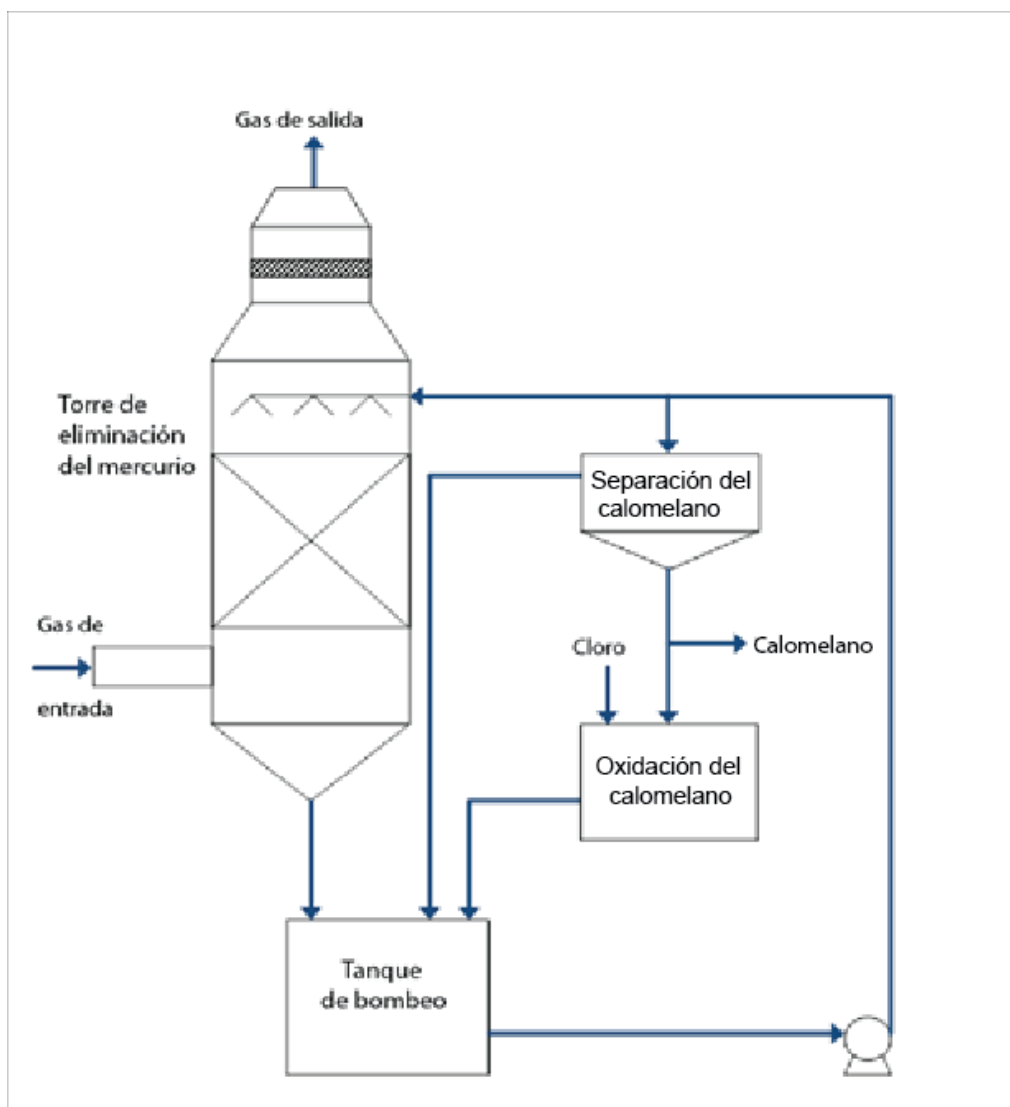 Gas de salida
Torre de
eliminación
del mercurio
Separación del
calomelano
Gas de
entrada
Cloro
Calomelano
Oxidación del
calomelano
Tanque
de bombeo